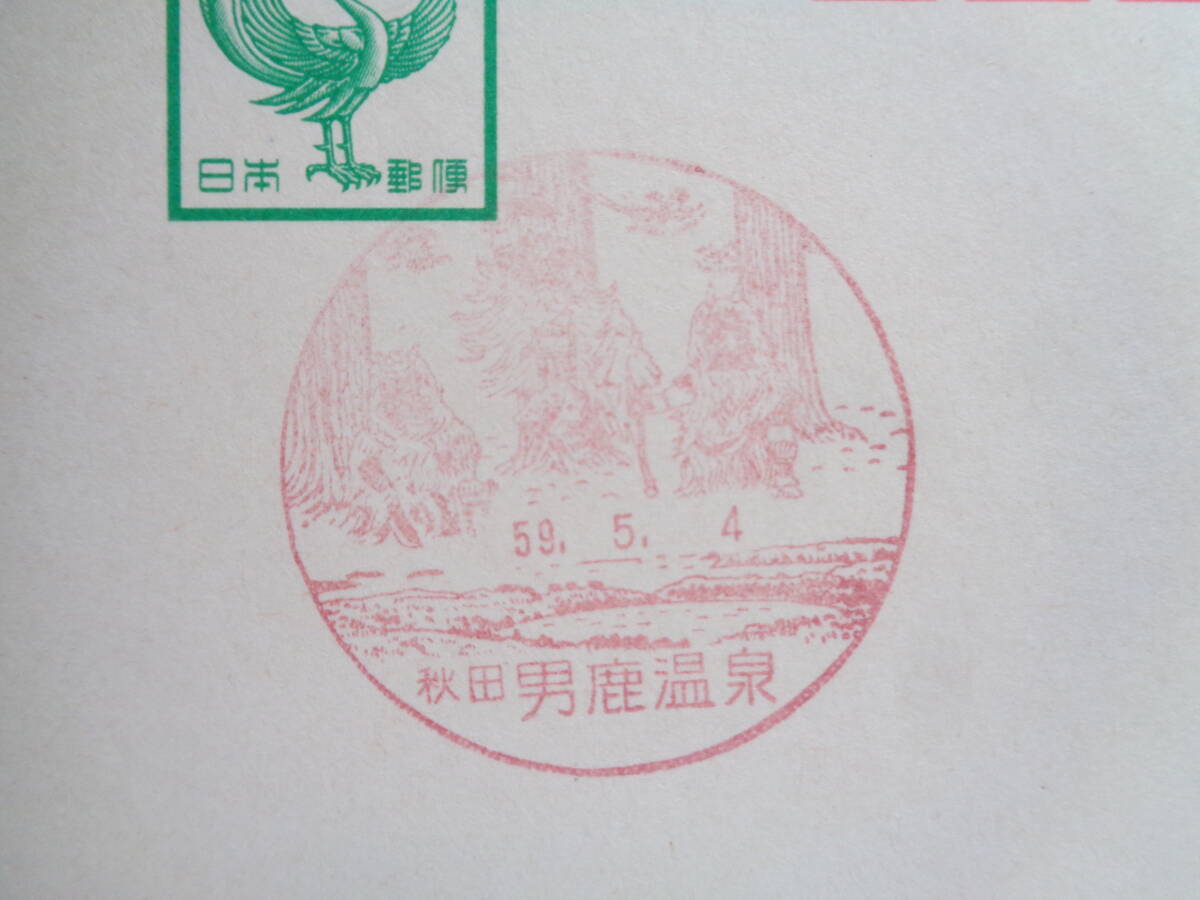 日本 郵便
59. 5. 4
秋田 男鹿温泉